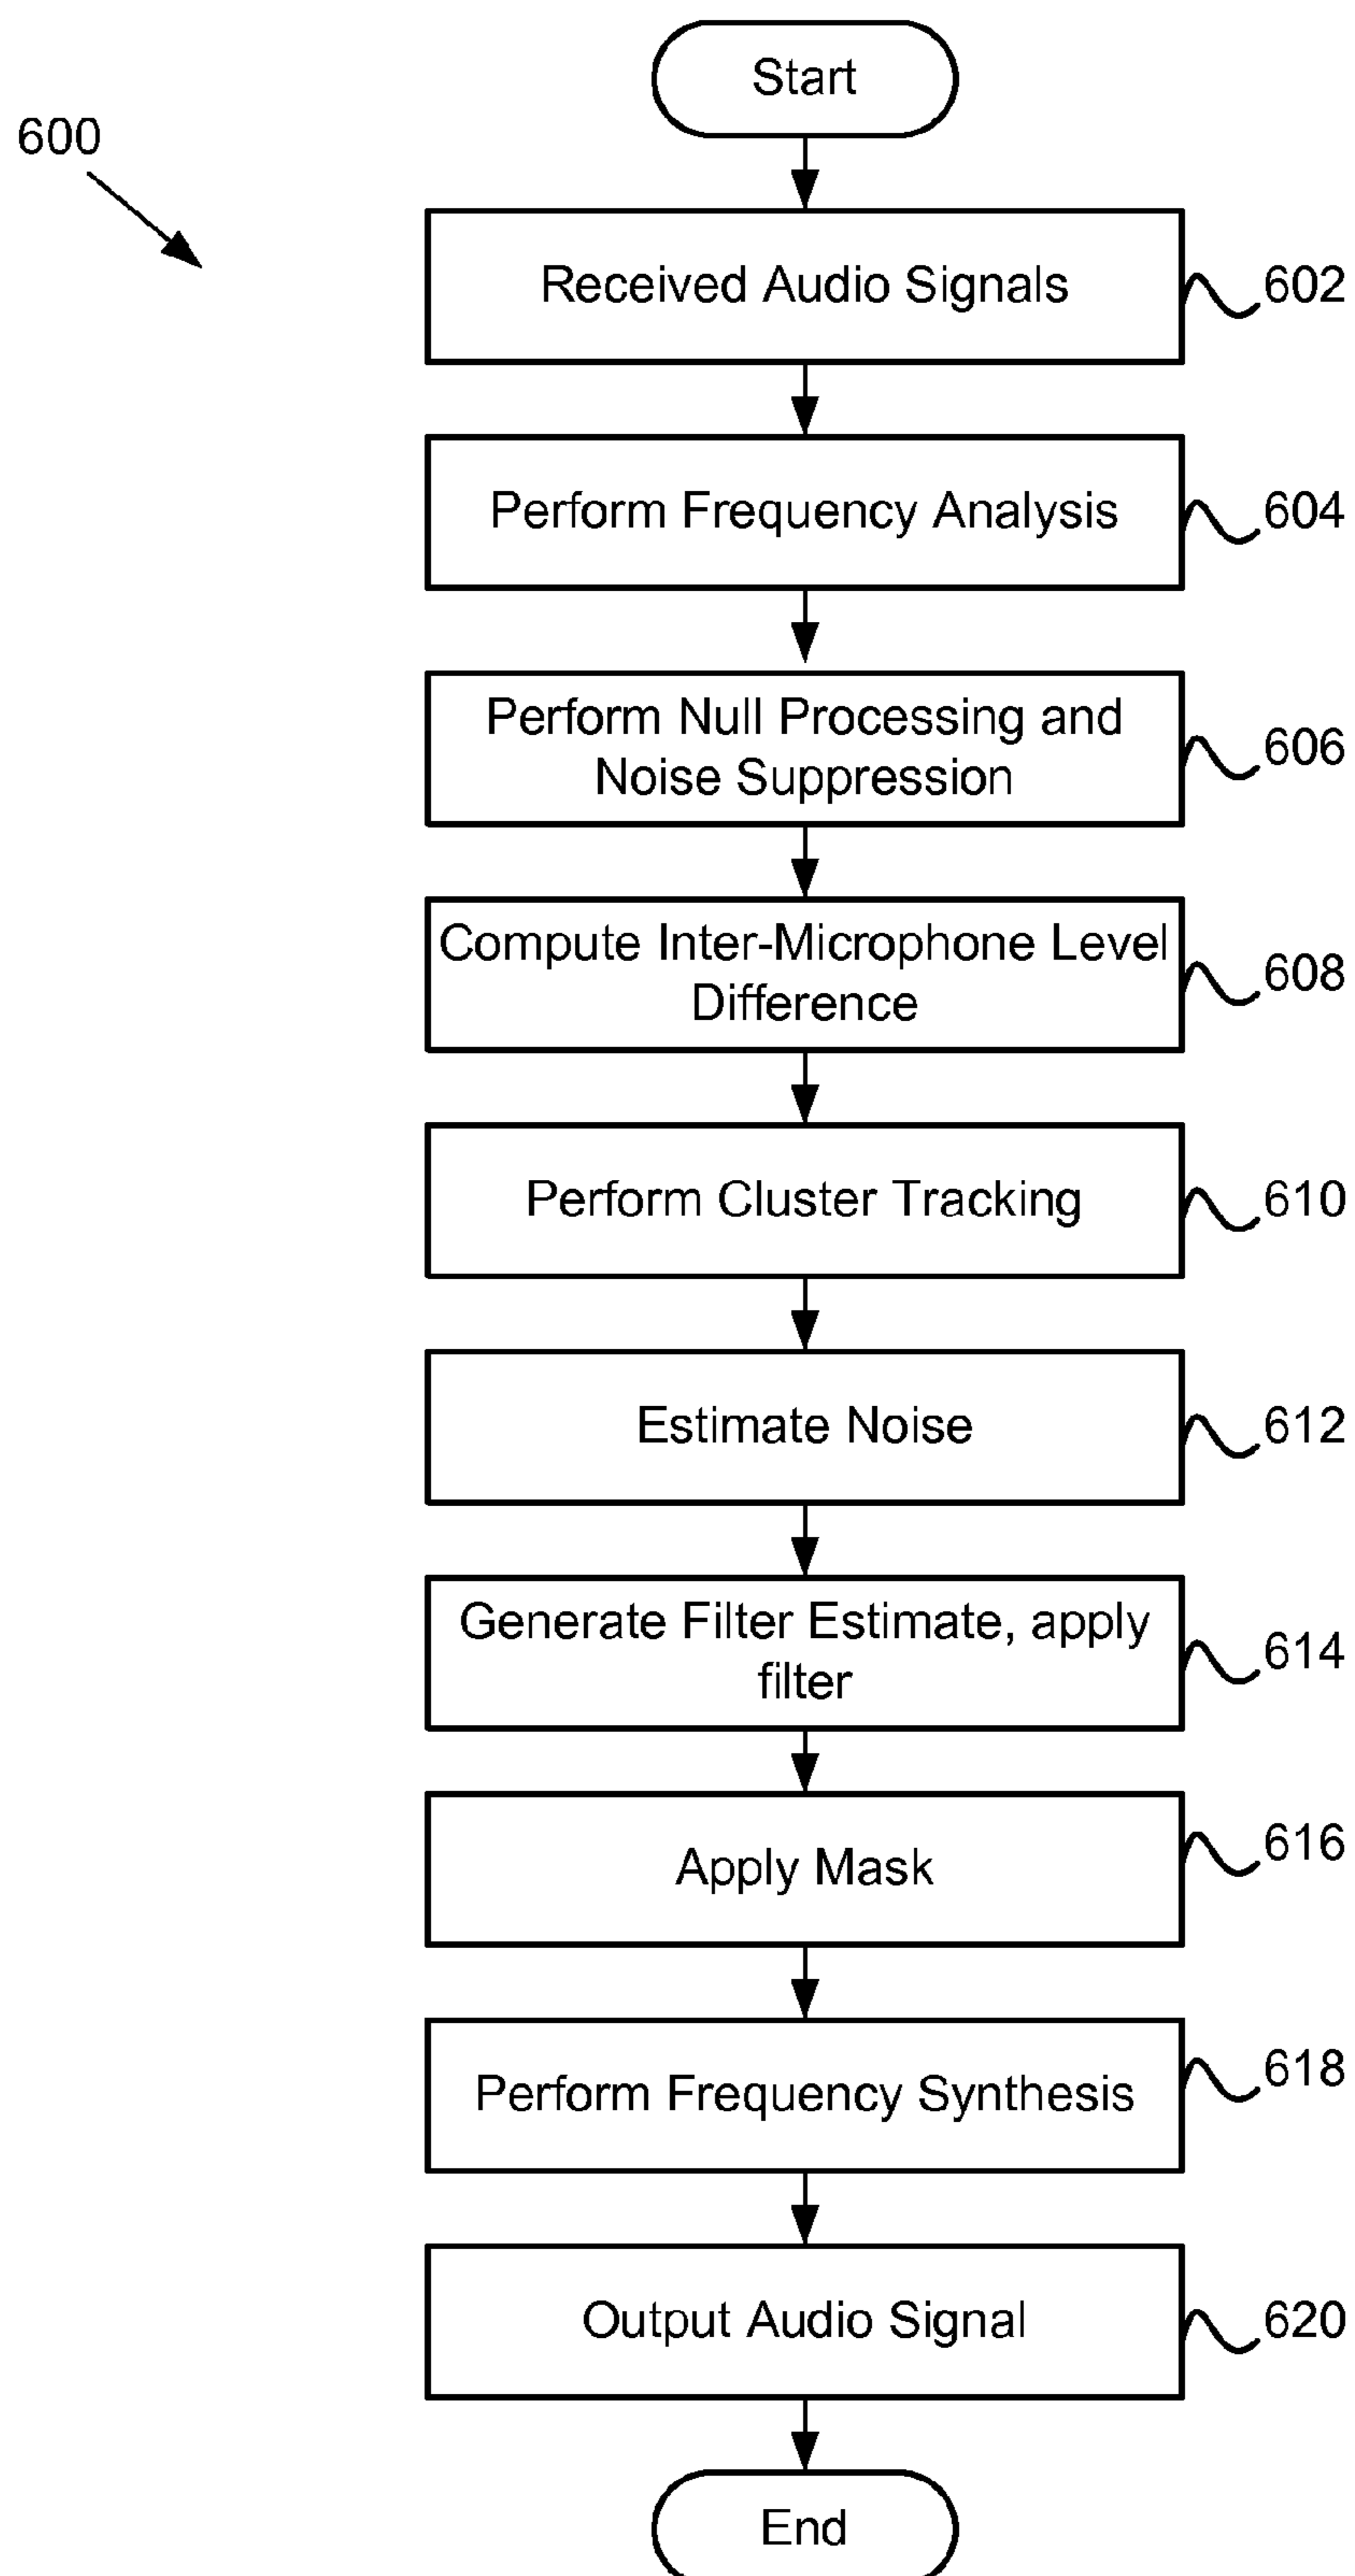 Start
600
Received Audio Signals
602
Perform Frequency Analysis
604
Perform Null Processing and
Noise Suppression
606
Compute Inter-Microphone Level
Difference
608
Perform Cluster Tracking
610
Estimate Noise
612
Generate Filter Estimate, apply
filter
614
Apply Mask
616
Perform Frequency Synthesis
618
Output Audio Signal
620
End